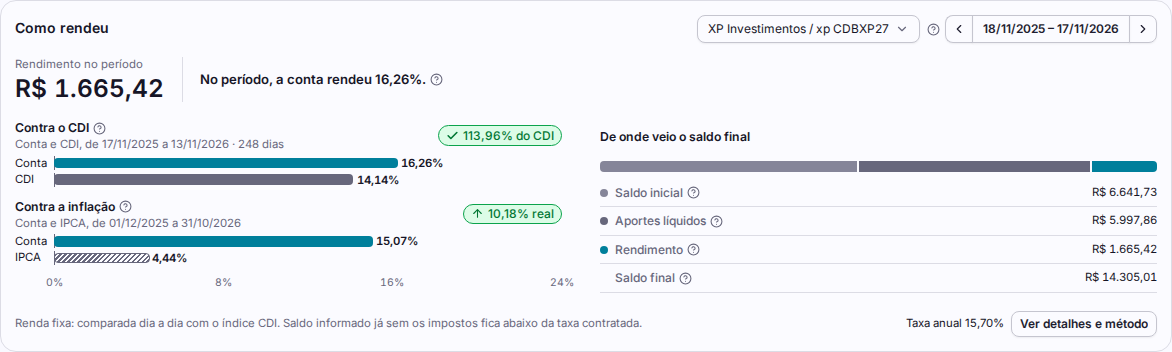 Como rendeu
XP Investimentos / xp CDBXP27
18/11/2025 – 17/11/2026
Rendimento no período
R$ 1.665,42
No período, a conta rendeu 16,26%.
Contra o CDI
113,96% do CDI
Conta e CDI, de 17/11/2025 a 13/11/2026 · 248 dias
Conta 16,26%
CDI 14,14%
Contra a inflação
10,18% real
Conta e IPCA, de 01/12/2025 a 31/10/2026
Conta 15,07%
IPCA 4,44%
0% 8% 16% 24%
De onde veio o saldo final
Saldo inicial R$ 6.641,73
Aportes líquidos R$ 5.997,86
Rendimento R$ 1.665,42
Saldo final R$ 14.305,01
Renda fixa: comparada dia a dia com o índice CDI. Saldo informado já sem os impostos fica abaixo da taxa contratada.
Taxa anual 15,70%
Ver detalhes e método